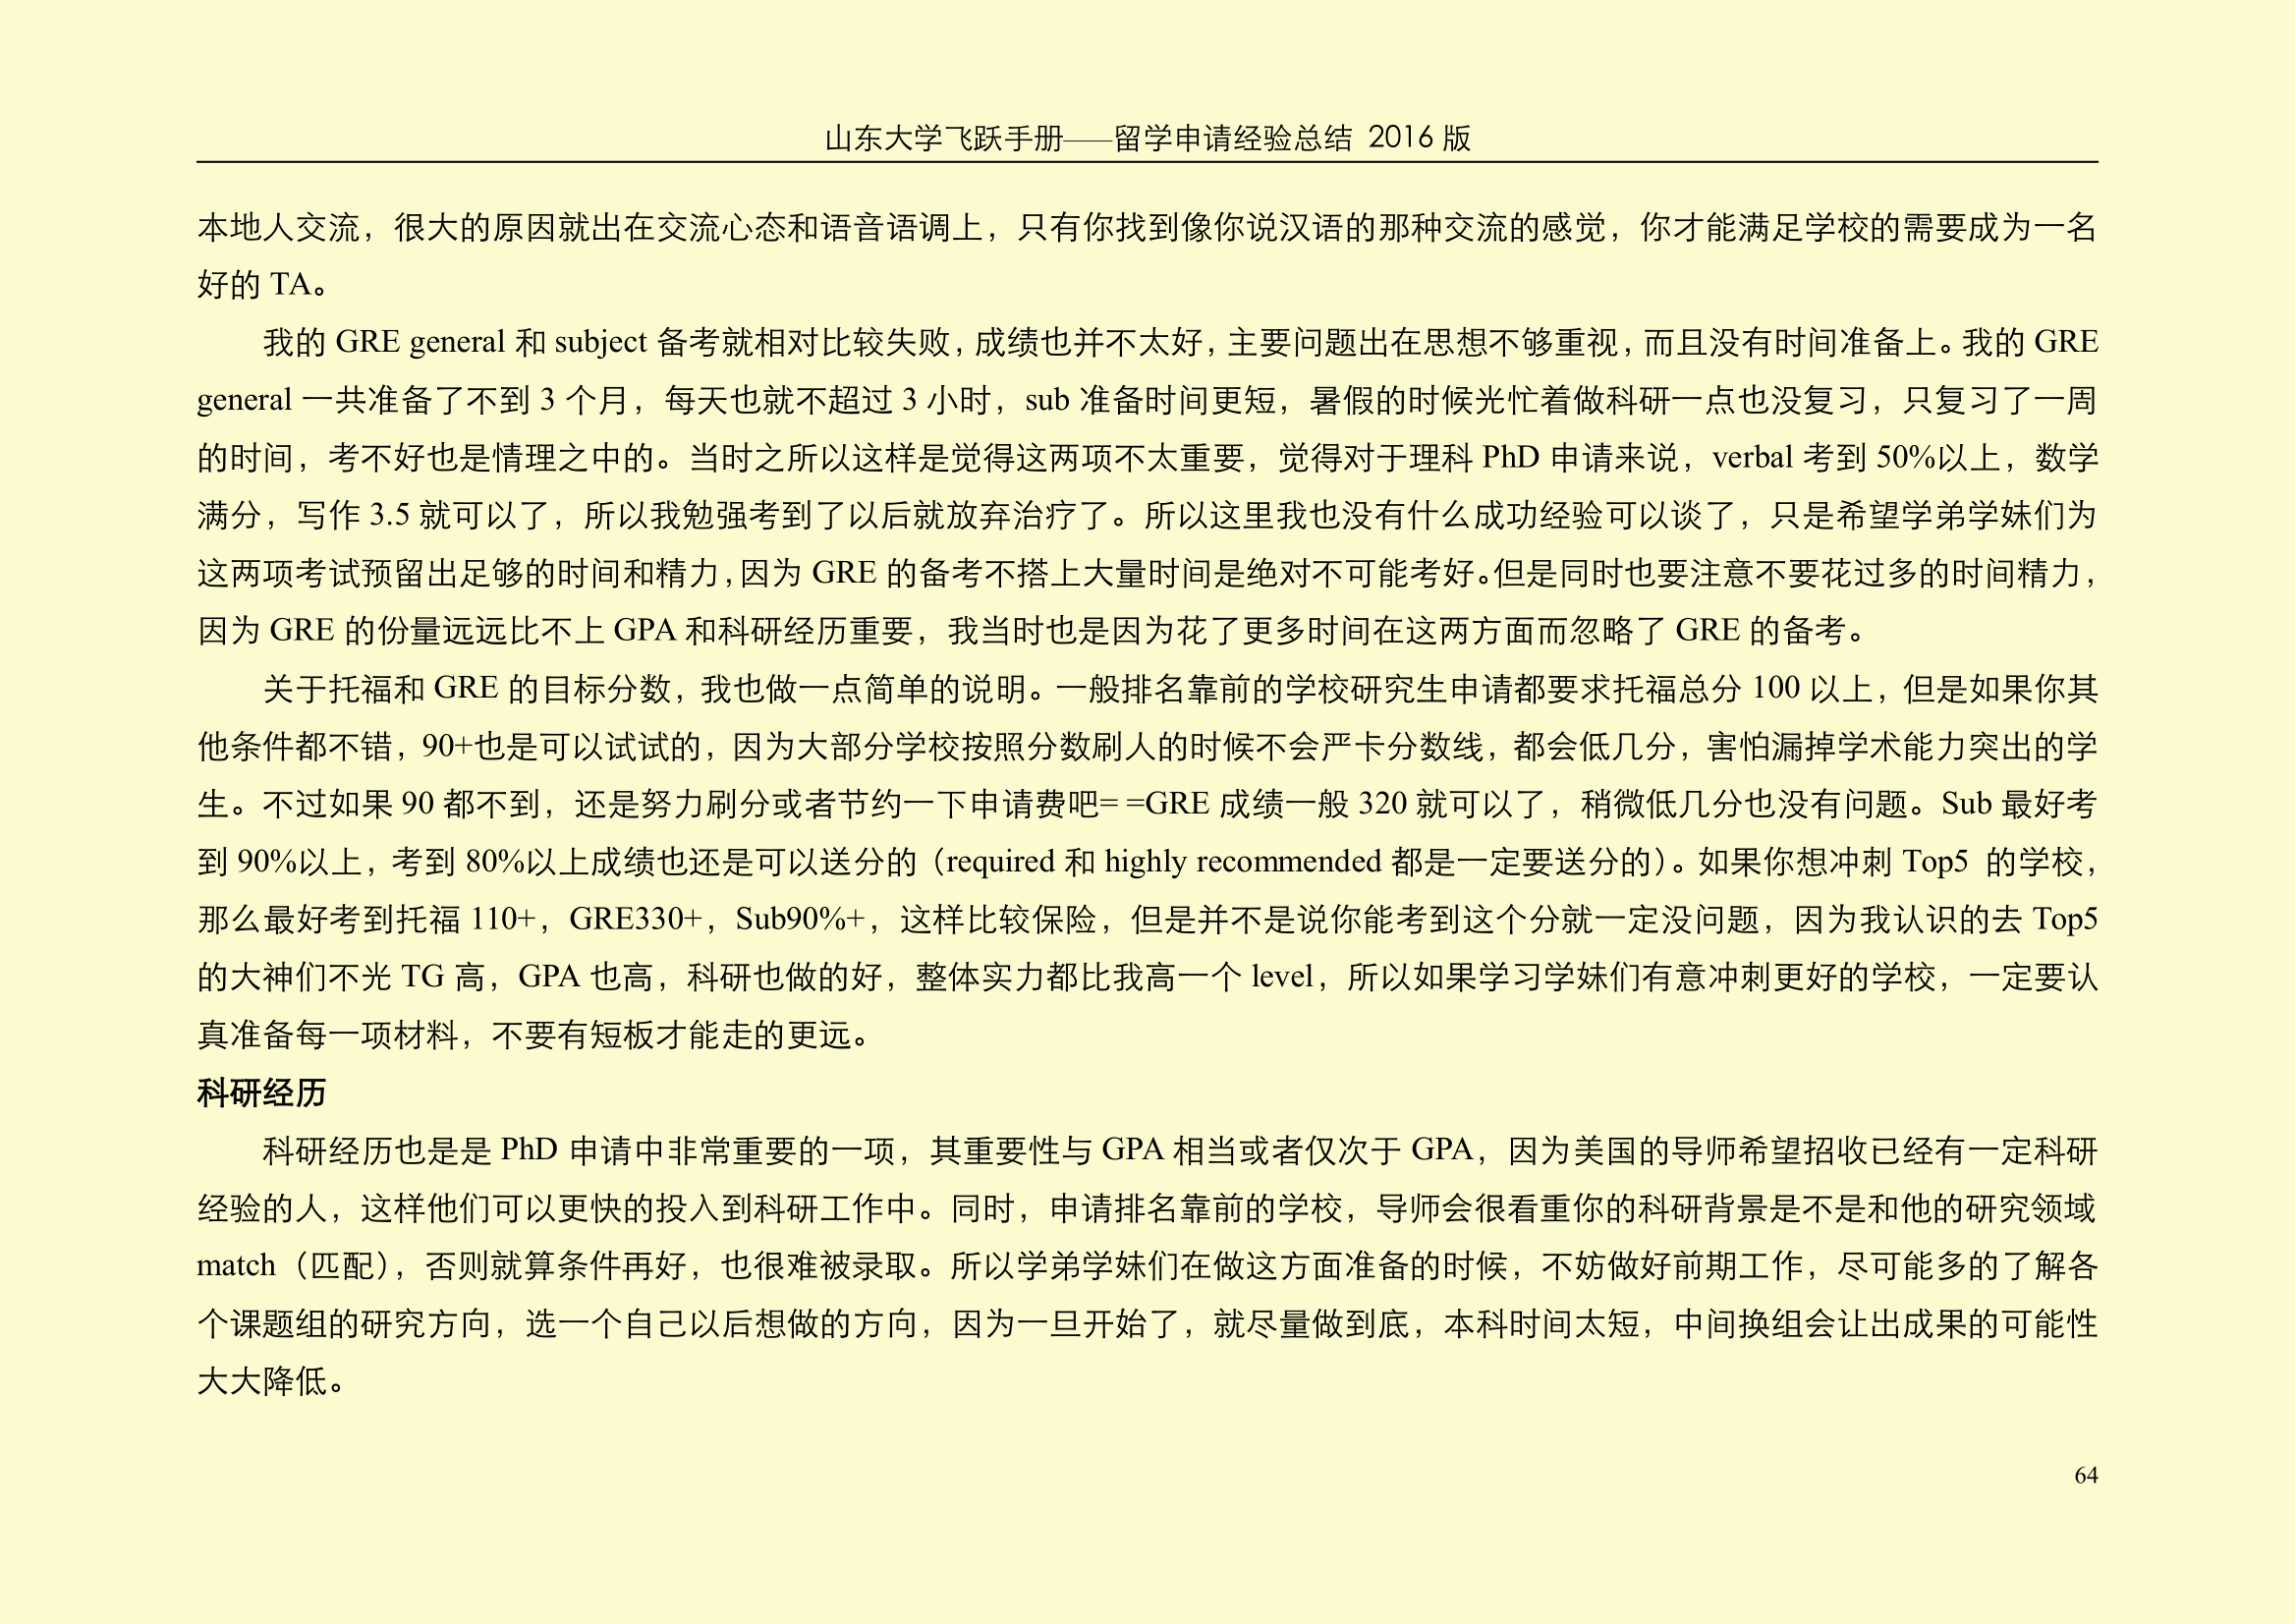 山东大学飞跃手册——留学申请经验总结 2016 版
本地人交流，很大的原因就出在交流心态和语音语调上，只有你找到像你说汉语的那种交流的感觉，你才能满足学校的需要成为一名
好的 TA。
我的 GRE general 和 subject 备考就相对比较失败，成绩也并不太好，主要问题出在思想不够重视，而且没有时间准备上。我的 GRE
general 一共准备了不到 3 个月，每天也就不超过 3 小时，sub 准备时间更短，暑假的时候光忙着做科研一点也没复习，只复习了一周
的时间，考不好也是情理之中的。当时之所以这样是觉得这两项不太重要，觉得对于理科 PhD 申请来说，verbal 考到 50%以上，数学
满分，写作 3.5 就可以了，所以我勉强考到了以后就放弃治疗了。所以这里我也没有什么成功经验可以谈了，只是希望学弟学妹们为
这两项考试预留出足够的时间和精力，因为 GRE 的备考不搭上大量时间是绝对不可能考好。但是同时也要注意不要花过多的时间精力，
因为 GRE 的份量远远比不上 GPA 和科研经历重要，我当时也是因为花了更多时间在这两方面而忽略了 GRE 的备考。
关于托福和 GRE 的目标分数，我也做一点简单的说明。一般排名靠前的学校研究生申请都要求托福总分 100 以上，但是如果你其
他条件都不错，90+也是可以试试的，因为大部分学校按照分数刷人的时候不会严卡分数线，都会低几分，害怕漏掉学术能力突出的学
生。不过如果 90 都不到，还是努力刷分或者节约一下申请费吧= =GRE 成绩一般 320 就可以了，稍微低几分也没有问题。Sub 最好考
到 90%以上，考到 80%以上成绩也还是可以送分的（required 和 highly recommended 都是一定要送分的）。如果你想冲刺 Top5 的学校，
那么最好考到托福 110+，GRE330+，Sub90%+，这样比较保险，但是并不是说你能考到这个分就一定没问题，因为我认识的去 Top5
的大神们不光 TG 高，GPA 也高，科研也做的好，整体实力都比我高一个 level，所以如果学习学妹们有意冲刺更好的学校，一定要认
真准备每一项材料，不要有短板才能走的更远。
科研经历
科研经历也是是 PhD 申请中非常重要的一项，其重要性与 GPA 相当或者仅次于 GPA，因为美国的导师希望招收已经有一定科研
经验的人，这样他们可以更快的投入到科研工作中。同时，申请排名靠前的学校，导师会很看重你的科研背景是不是和他的研究领域
match（匹配），否则就算条件再好，也很难被录取。所以学弟学妹们在做这方面准备的时候，不妨做好前期工作，尽可能多的了解各
个课题组的研究方向，选一个自己以后想做的方向，因为一旦开始了，就尽量做到底，本科时间太短，中间换组会让出成果的可能性
大大降低。
64